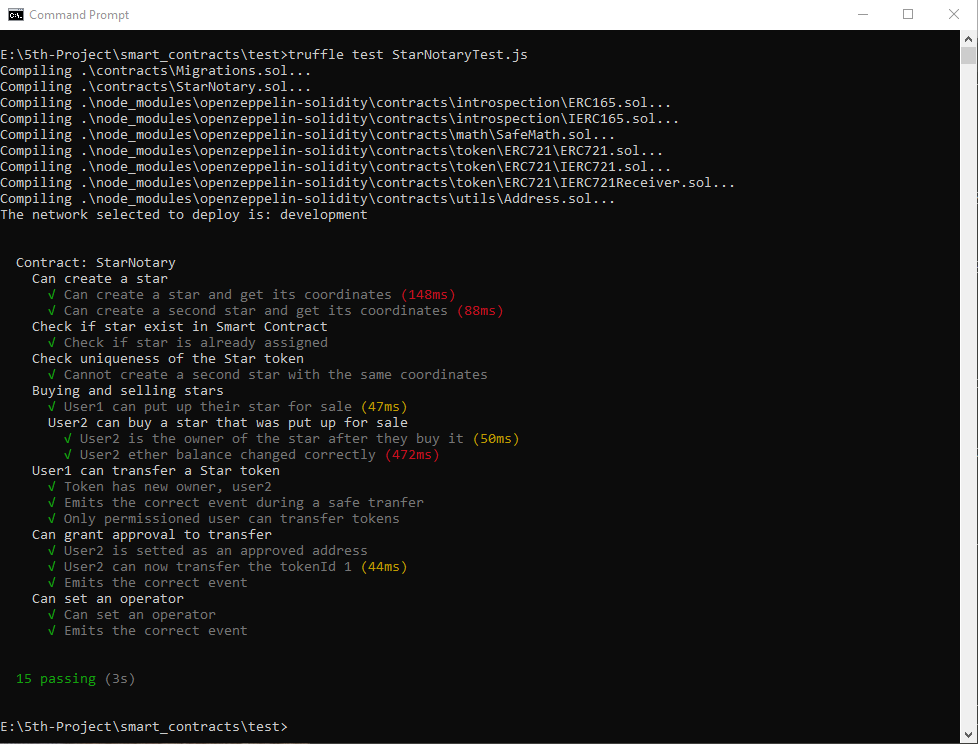 Command Prompt
E:\5th-Project\smart_contracts\test>truffle test StarNotaryTest.js
Compiling .\contracts\Migrations.sol...
Compiling .\contracts\StarNotary.sol...
Compiling .\node_modules\openzeppelin-solidity\contracts\introspection\ERC165.sol...
Compiling .\node_modules\openzeppelin-solidity\contracts\introspection\IERC165.sol...
Compiling .\node_modules\openzeppelin-solidity\contracts\math\SafeMath.sol...
Compiling .\node_modules\openzeppelin-solidity\contracts\token\ERC721\ERC721.sol...
Compiling .\node_modules\openzeppelin-solidity\contracts\token\ERC721\IERC721.sol...
Compiling .\node_modules\openzeppelin-solidity\contracts\token\ERC721\IERC721Receiver.sol...
Compiling .\node_modules\openzeppelin-solidity\contracts\utils\Address.sol...
The network selected to deploy is: development
Contract: StarNotary
Can create a star
√ Can create a star and get its coordinates (148ms)
√ Can create a second star and get its coordinates (88ms)
Check if star exist in Smart Contract
√ Check if star is already assigned
Check uniqueness of the Star token
√ Cannot create a second star with the same coordinates
Buying and selling stars
√ User1 can put up their star for sale (47ms)
User2 can buy a star that was put up for sale
√ User2 is the owner of the star after they buy it (50ms)
√ User2 ether balance changed correctly (472ms)
User1 can transfer a Star token
√ Token has new owner, user2
√ Emits the correct event during a safe tranfer
√ Only permissioned user can transfer tokens
Can grant approval to transfer
√ User2 is setted as an approved address
√ User2 can now transfer the tokenId 1 (44ms)
√ Emits the correct event
Can set an operator
√ Can set an operator
√ Emits the correct event
15 passing (3s)
E:\5th-Project\smart_contracts\test>